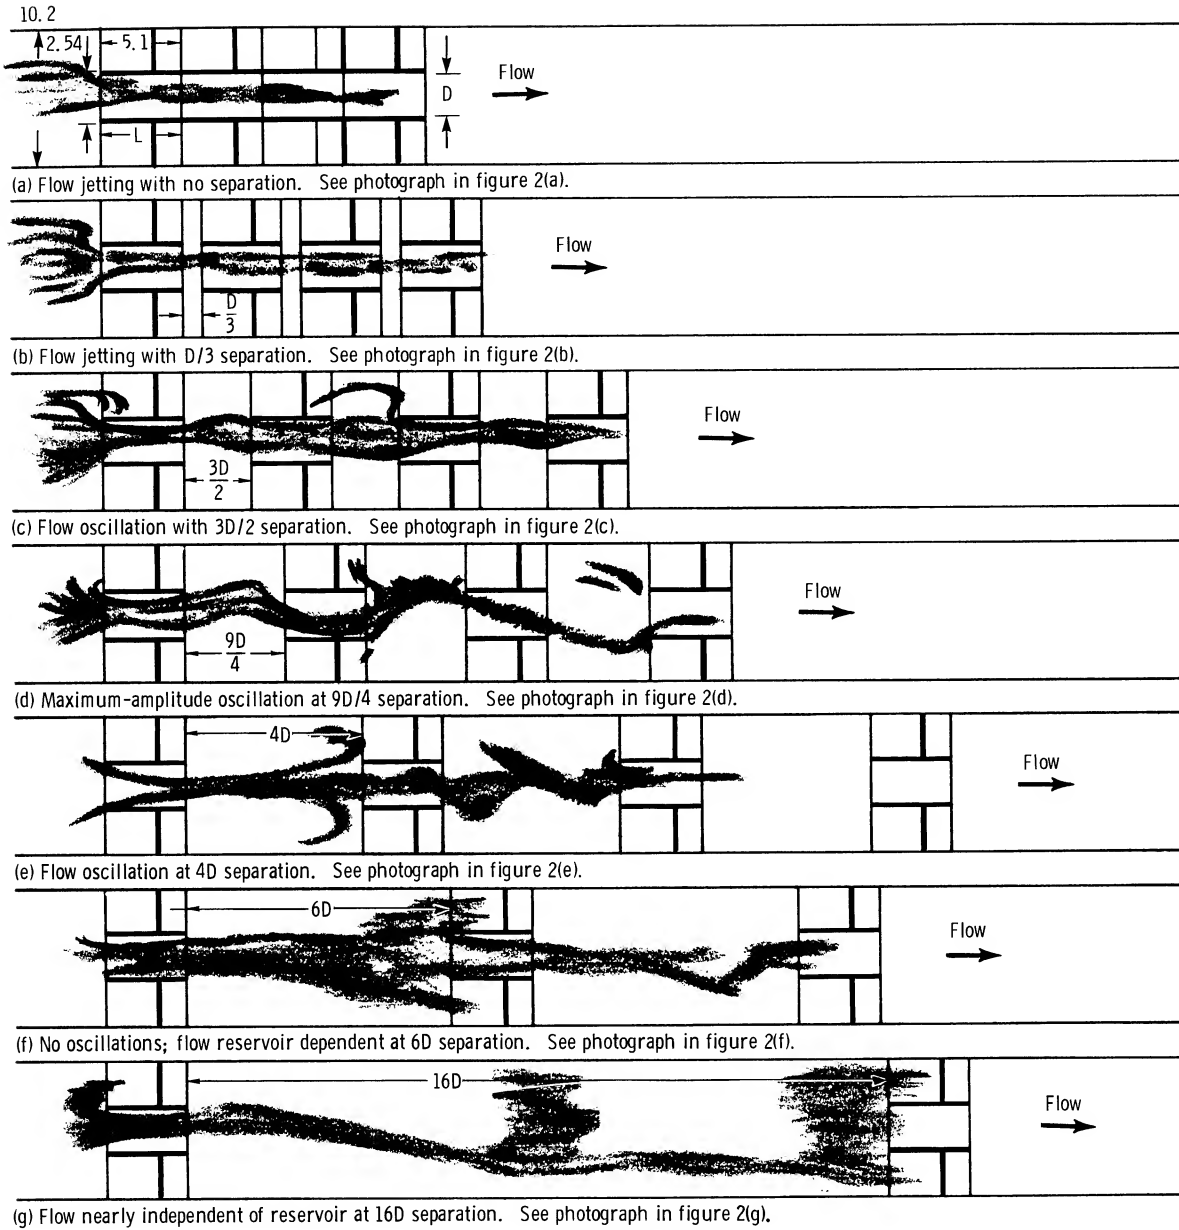 10.2
2.54 5.1
D
Flow
L
(a) Flow jetting with no separation. See photograph in figure 2(a).
Flow
D
3
(b) Flow jetting with D/3 separation. See photograph in figure 2(b).
Flow
3D
2
(c) Flow oscillation with 3D/2 separation. See photograph in figure 2(c).
Flow
9D
4
(d) Maximum-amplitude oscillation at 9D/4 separation. See photograph in figure 2(d).
4D
Flow
(e) Flow oscillation at 4D separation. See photograph in figure 2(e).
6D
Flow
(f) No oscillations; flow reservoir dependent at 6D separation. See photograph in figure 2(f).
16D
Flow
(g) Flow nearly independent of reservoir at 16D separation. See photograph in figure 2(g).